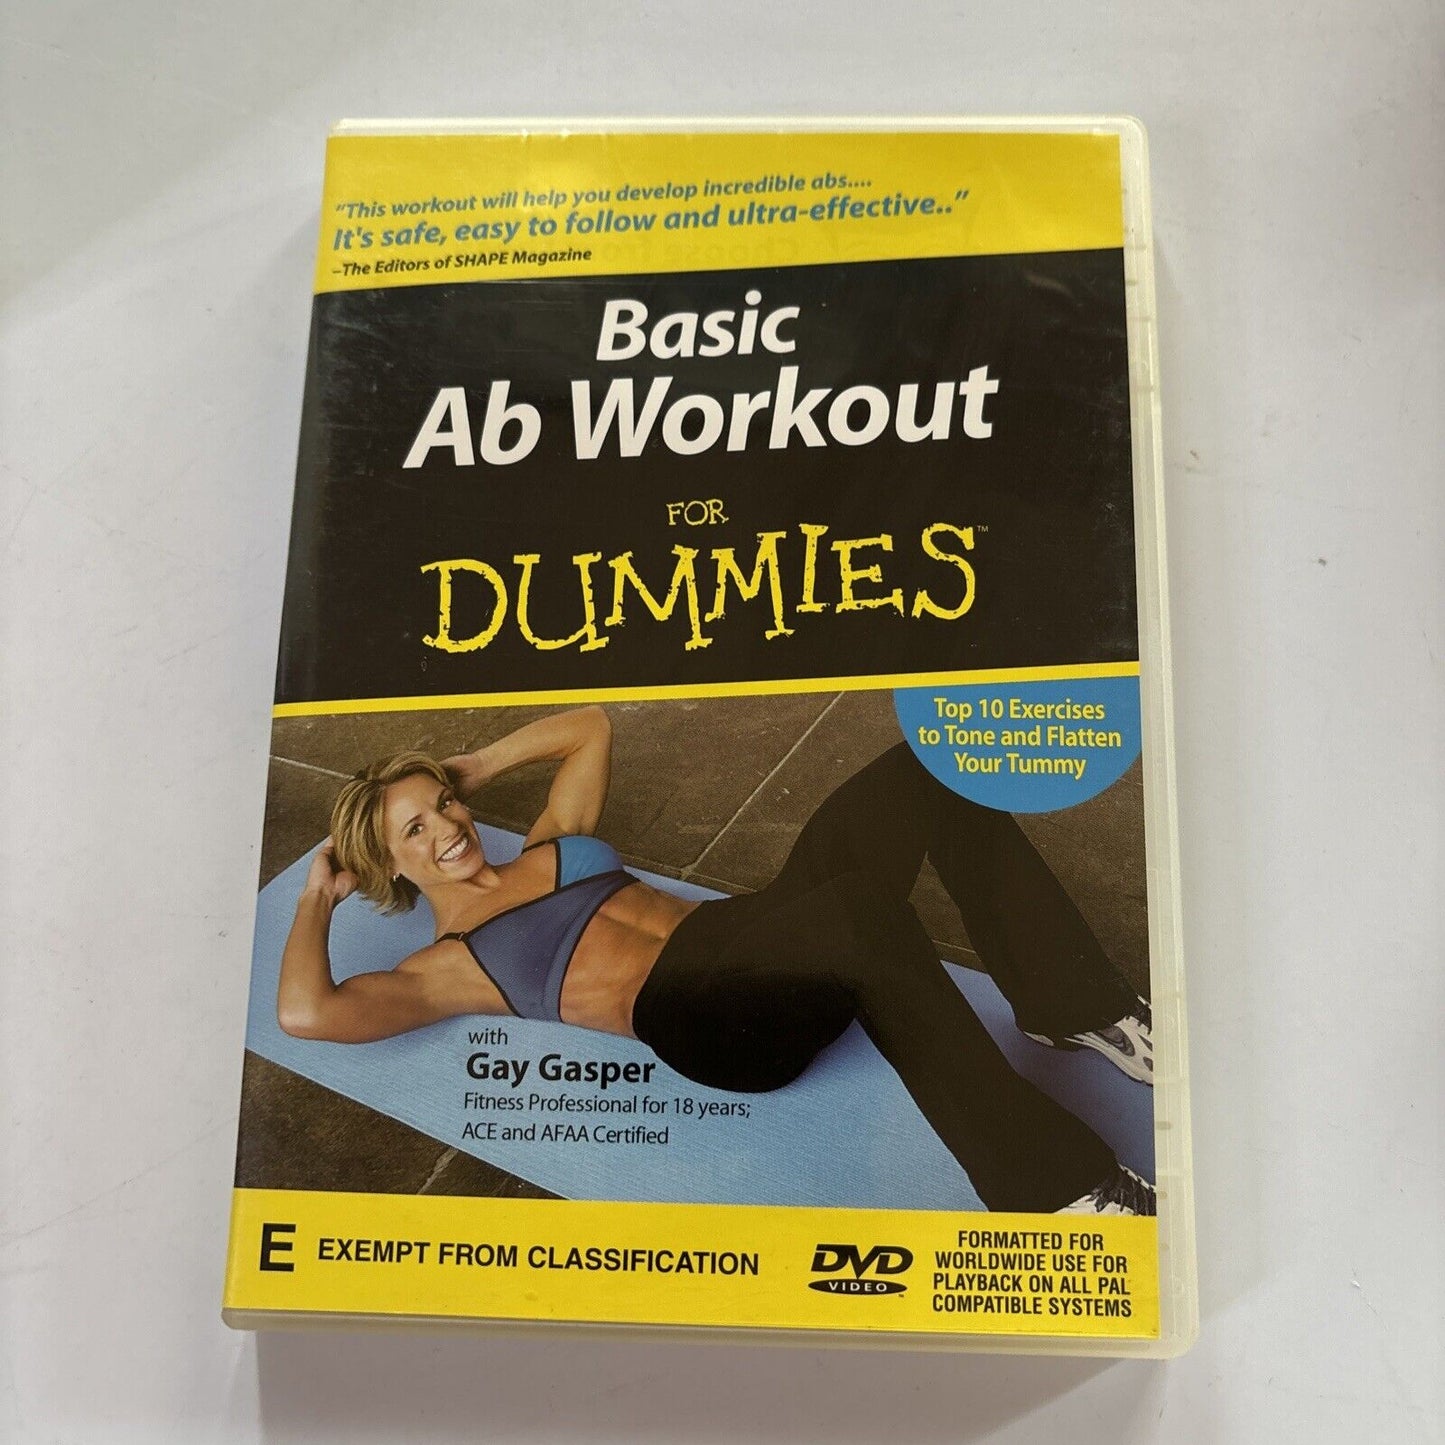 “This workout will help you develop incredible abs....
It's safe, easy to follow and ultra-effective..”
–The Editors of SHAPE Magazine
Basic
Ab Workout
FOR
DUMMIES™
Top 10 Exercises
to Tone and Flatten
Your Tummy
with
Gay Gasper
Fitness Professional for 18 years;
ACE and AFAA Certified
E EXEMPT FROM CLASSIFICATION
DVD
VIDEO™
FORMATTED FOR
WORLDWIDE USE FOR
PLAYBACK ON ALL PAL
COMPATIBLE SYSTEMS